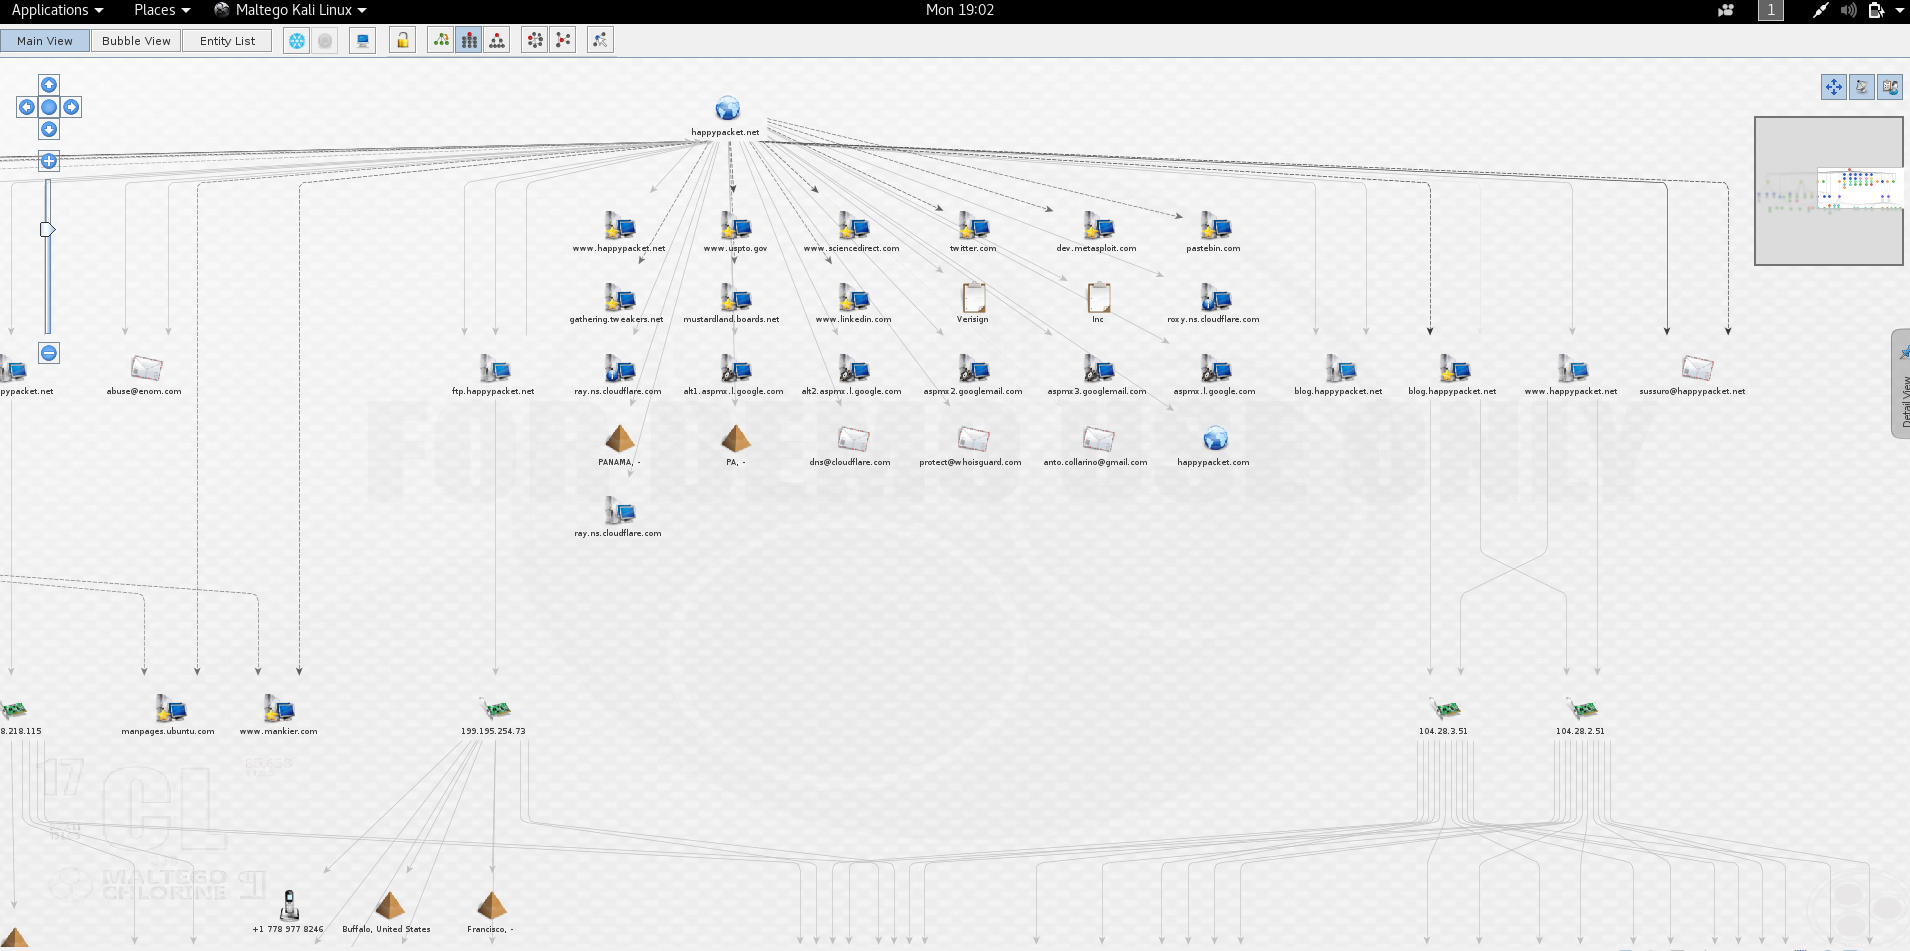 Applications Places Maltego Kali Linux Mon 19:02 1
Main View Bubble View Entity List
happypacket.net
www.happypacket.net www.uspto.gov www.sciencedirect.com twitter.com dev.metasploit.com pastebin.com
gathering.tweakers.net mustardland.boards.net www.linkedin.com Verisign Inc roxy.ns.cloudflare.com
ppypacket.net abuse@enom.com ftp.happypacket.net ray.ns.cloudflare.com alt1.aspmx.l.google.com alt2.aspmx.l.google.com aspmx2.googlemail.com aspmx3.googlemail.com aspmx.l.google.com blog.happypacket.net blog.happypacket.net www.happypacket.net sussuro@happypacket.net
Detail View
PANAMA, - PA, - dns@cloudflare.com protect@whoisguard.com anto.collarino@gmail.com happypacket.com
ray.ns.cloudflare.com
8.218.115 manpages.ubuntu.com www.mankier.com 199.195.254.73 104.28.3.51 104.28.2.51
17 CL
MALTEGO
CHLORINE
+1 778 977 8246 Buffalo, United States Francisco, -